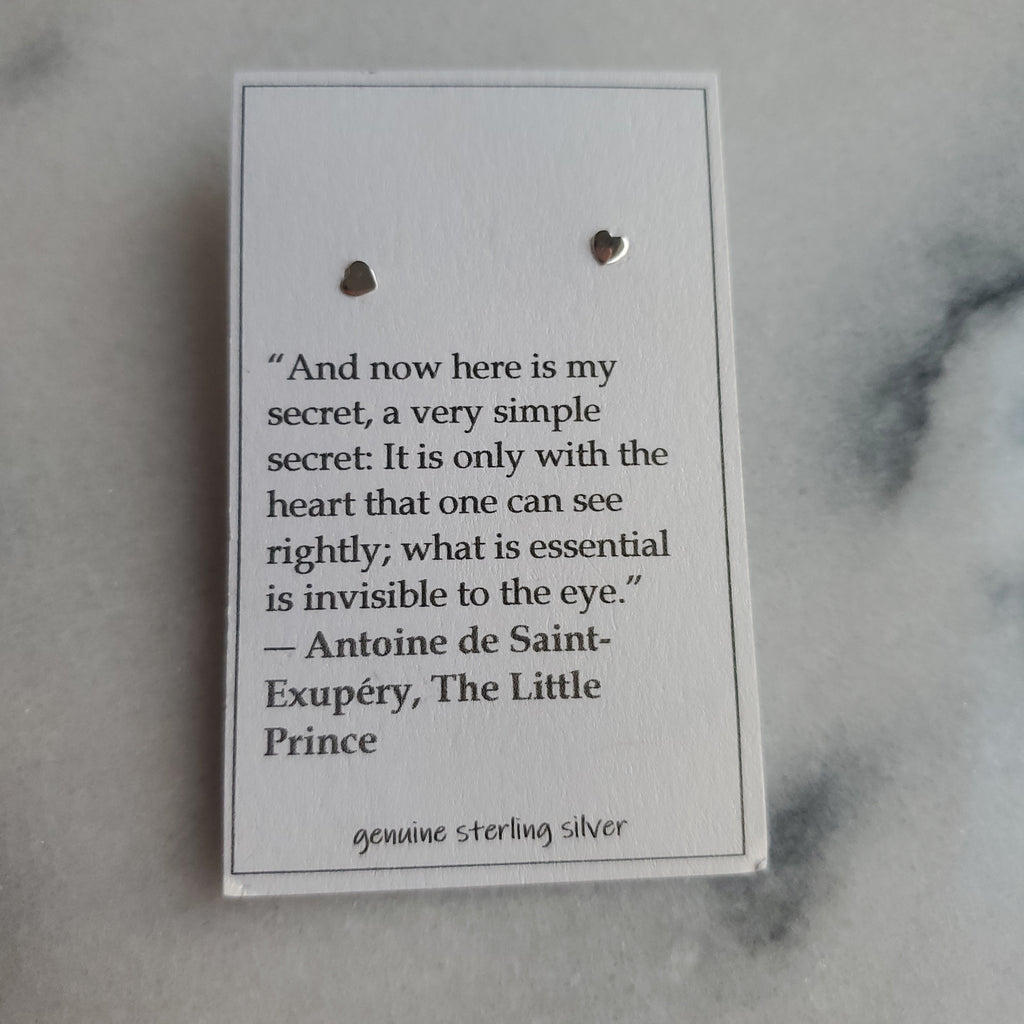 “And now here is my
secret, a very simple
secret: It is only with the
heart that one can see
rightly; what is essential
is invisible to the eye.”
— Antoine de Saint-
Exupéry, The Little
Prince
genuine sterling silver